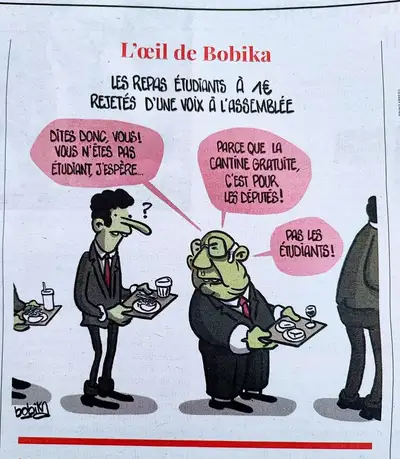 L'œil de Bobika
LES REPAS ÉTUDIANTS À 1€
REJETÉS D'UNE VOIX À L'ASSEMBLÉE
DITES DONC, VOUS!
VOUS N'ÊTES PAS
ÉTUDIANT, J'ESPÈRE...
PARCE QUE LA
CANTINE GRATUITE,
C'EST POUR
LES DÉPUTÉS!
PAS LES
ÉTUDIANTS!
?
bobika